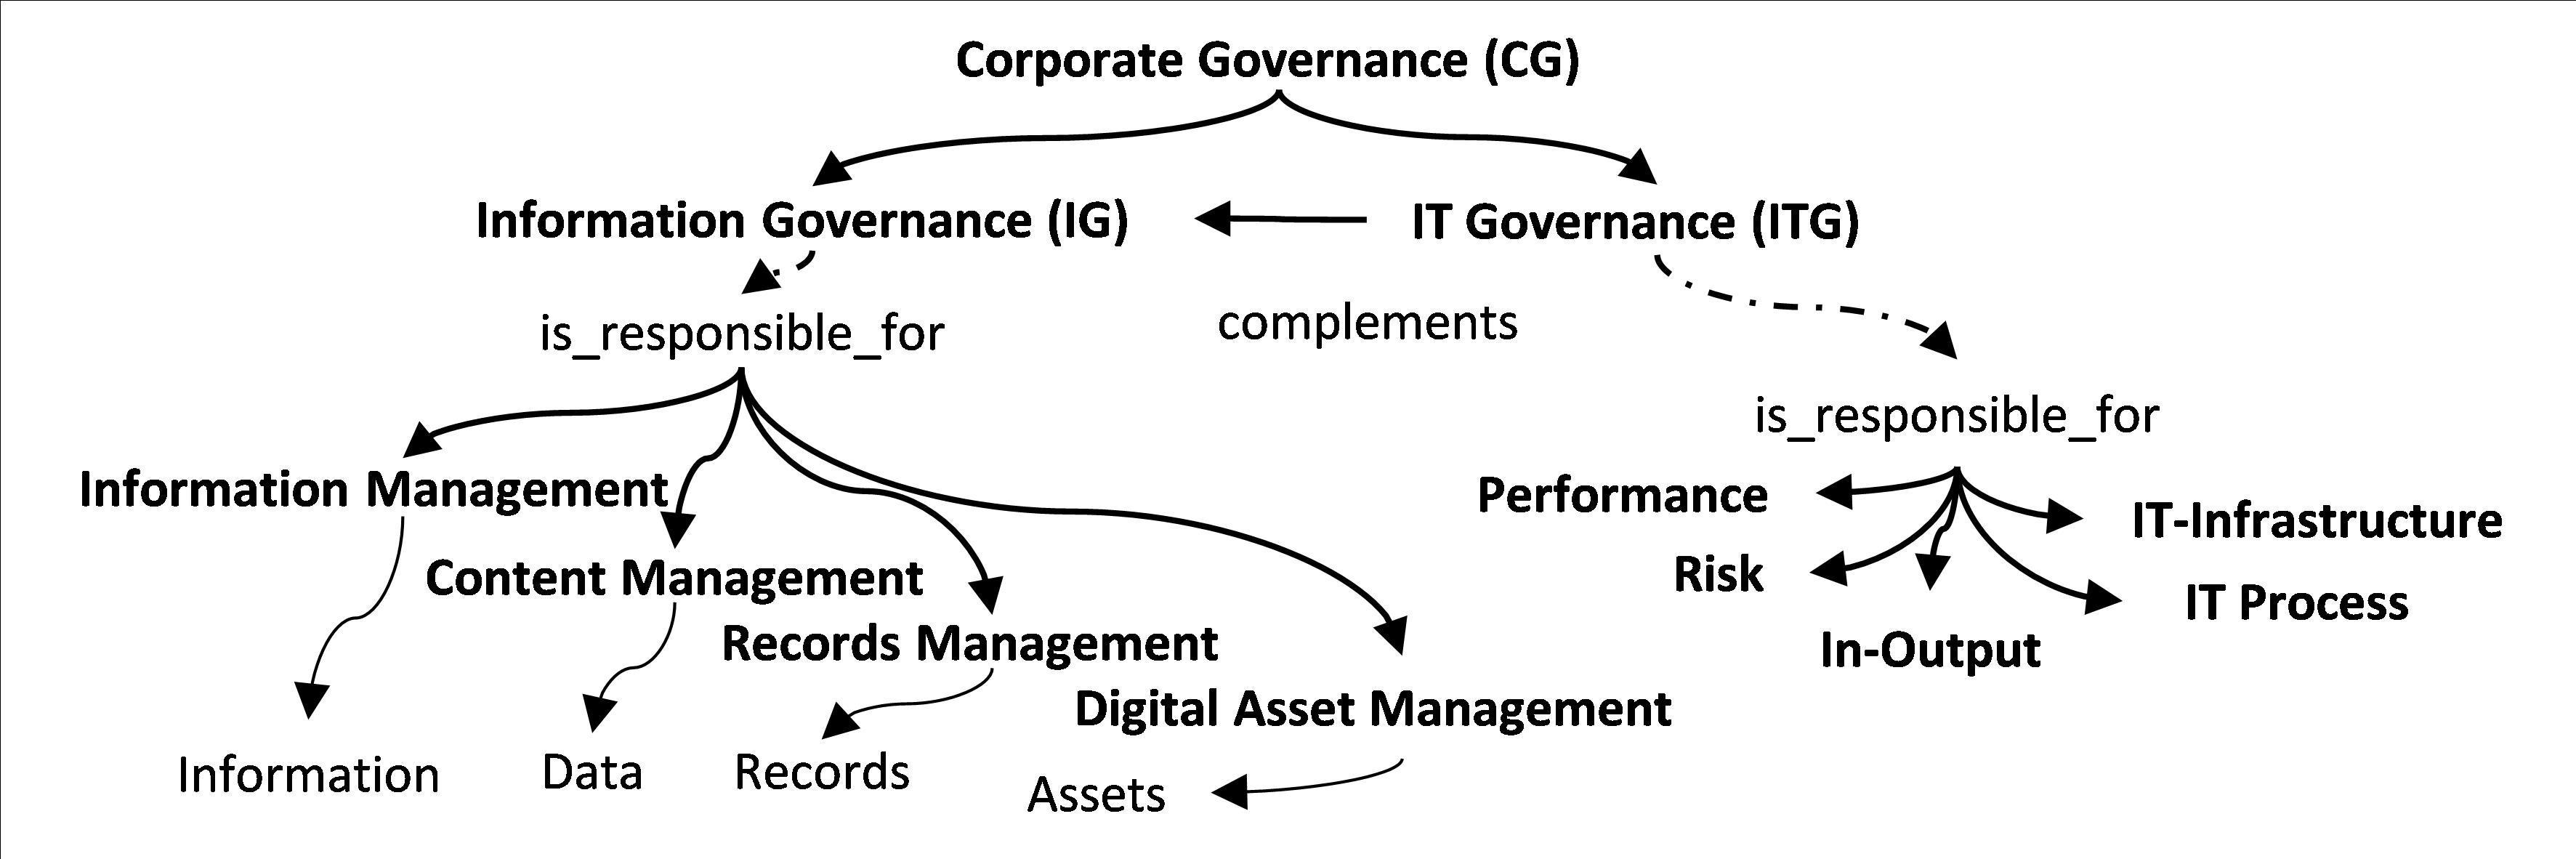 Corporate Governance (CG)
Information Governance (IG)
IT Governance (ITG)
is_responsible_for
complements
is_responsible_for
Information Management
Content Management
Records Management
Digital Asset Management
Information
Data
Records
Assets
Performance
Risk
In-Output
IT-Infrastructure
IT Process